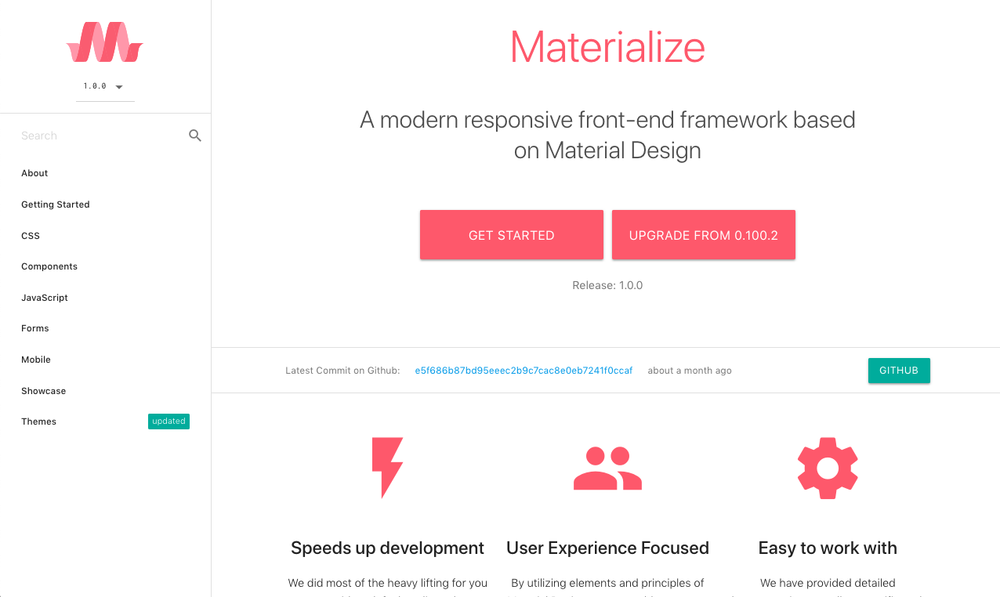 1.0.0
Search
About
Getting Started
CSS
Components
JavaScript
Forms
Mobile
Showcase
Themes updated
Materialize
A modern responsive front-end framework based
on Material Design
GET STARTED UPGRADE FROM 0.100.2
Release: 1.0.0
Latest Commit on Github: e5f686b87bd95eeec2b9c7cac8e0eb7241f0ccaf about a month ago GITHUB
Speeds up development
We did most of the heavy lifting for you
User Experience Focused
By utilizing elements and principles of
Easy to work with
We have provided detailed